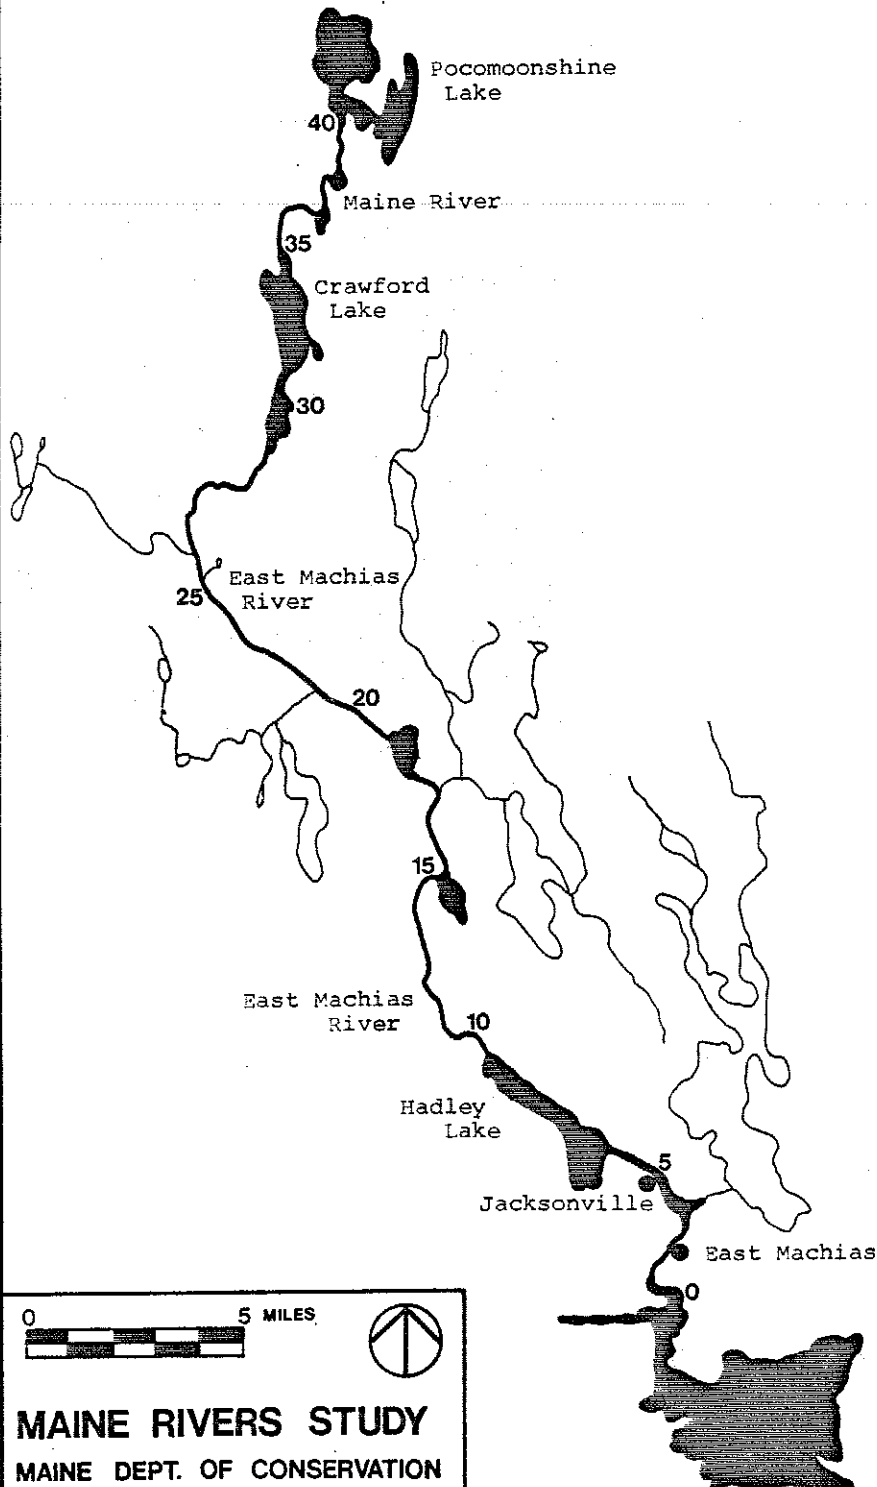 Pocomoonshine
Lake
40
Maine River
35
Crawford
Lake
30
East Machias
River
25
20
15
East Machias
River
10
Hadley
Lake
5
Jacksonville
East Machias
0
0 5 MILES
MAINE RIVERS STUDY
MAINE DEPT. OF CONSERVATION